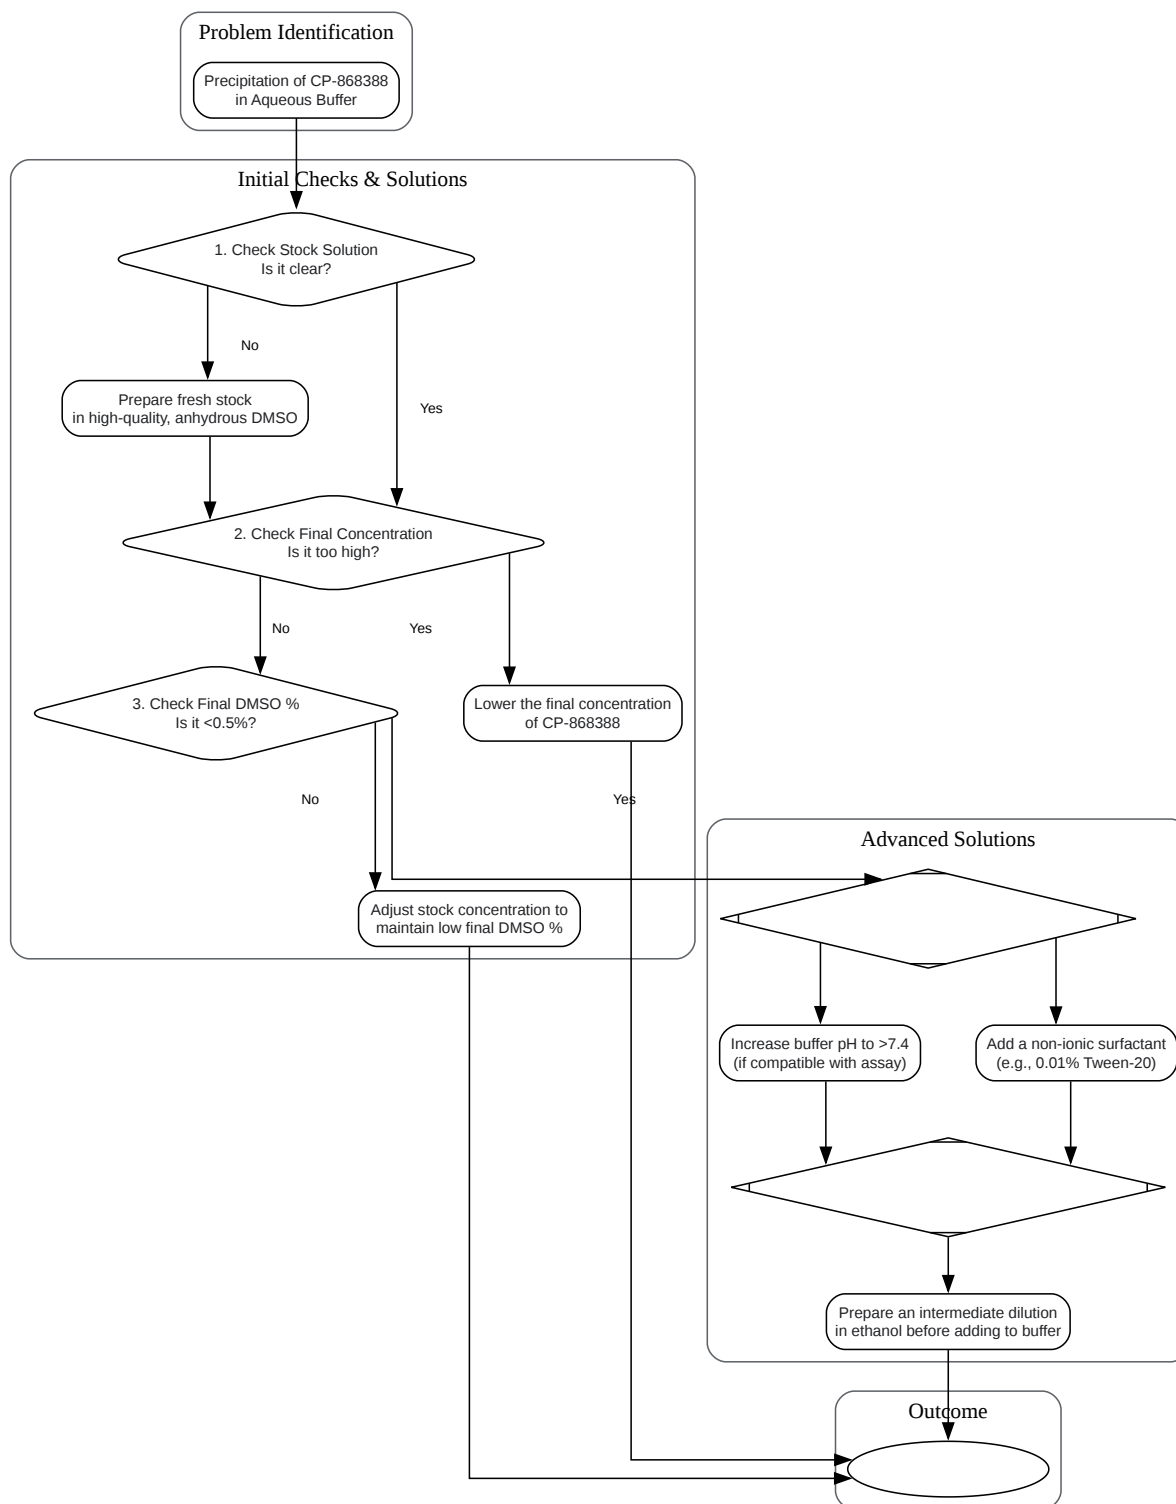 Problem Identification
Precipitation of CP-868388
in Aqueous Buffer
Initial Checks & Solutions
1. Check Stock Solution
Is it clear?
No
Prepare fresh stock
in high-quality, anhydrous DMSO
Yes
2. Check Final Concentration
Is it too high?
No
Yes
3. Check Final DMSO %
Is it <0.5%?
Lower the final concentration
of CP-868388
No
Yes
Adjust stock concentration to
maintain low final DMSO %
Advanced Solutions
Increase buffer pH to >7.4
(if compatible with assay)
Add a non-ionic surfactant
(e.g., 0.01% Tween-20)
Prepare an intermediate dilution
in ethanol before adding to buffer
Outcome